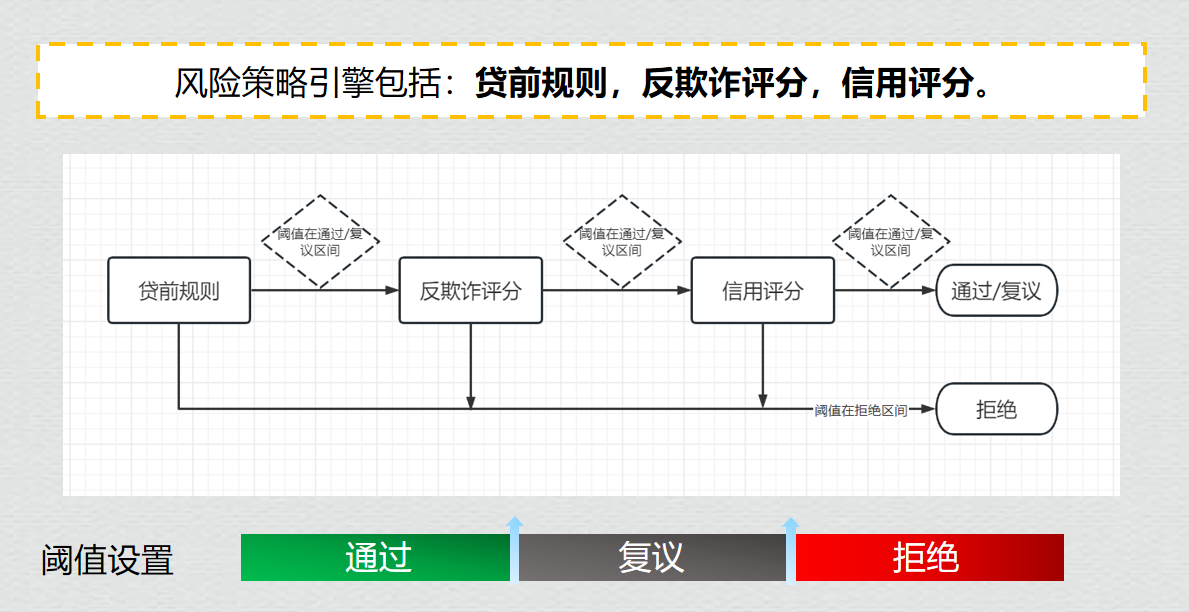 风险策略引擎包括：贷前规则，反欺诈评分，信用评分。
阈值在通过/复
议区间
阈值在通过/复
议区间
阈值在通过/复
议区间
贷前规则
反欺诈评分
信用评分
通过/复议
阈值在拒绝区间
拒绝
阈值设置
通过
复议
拒绝